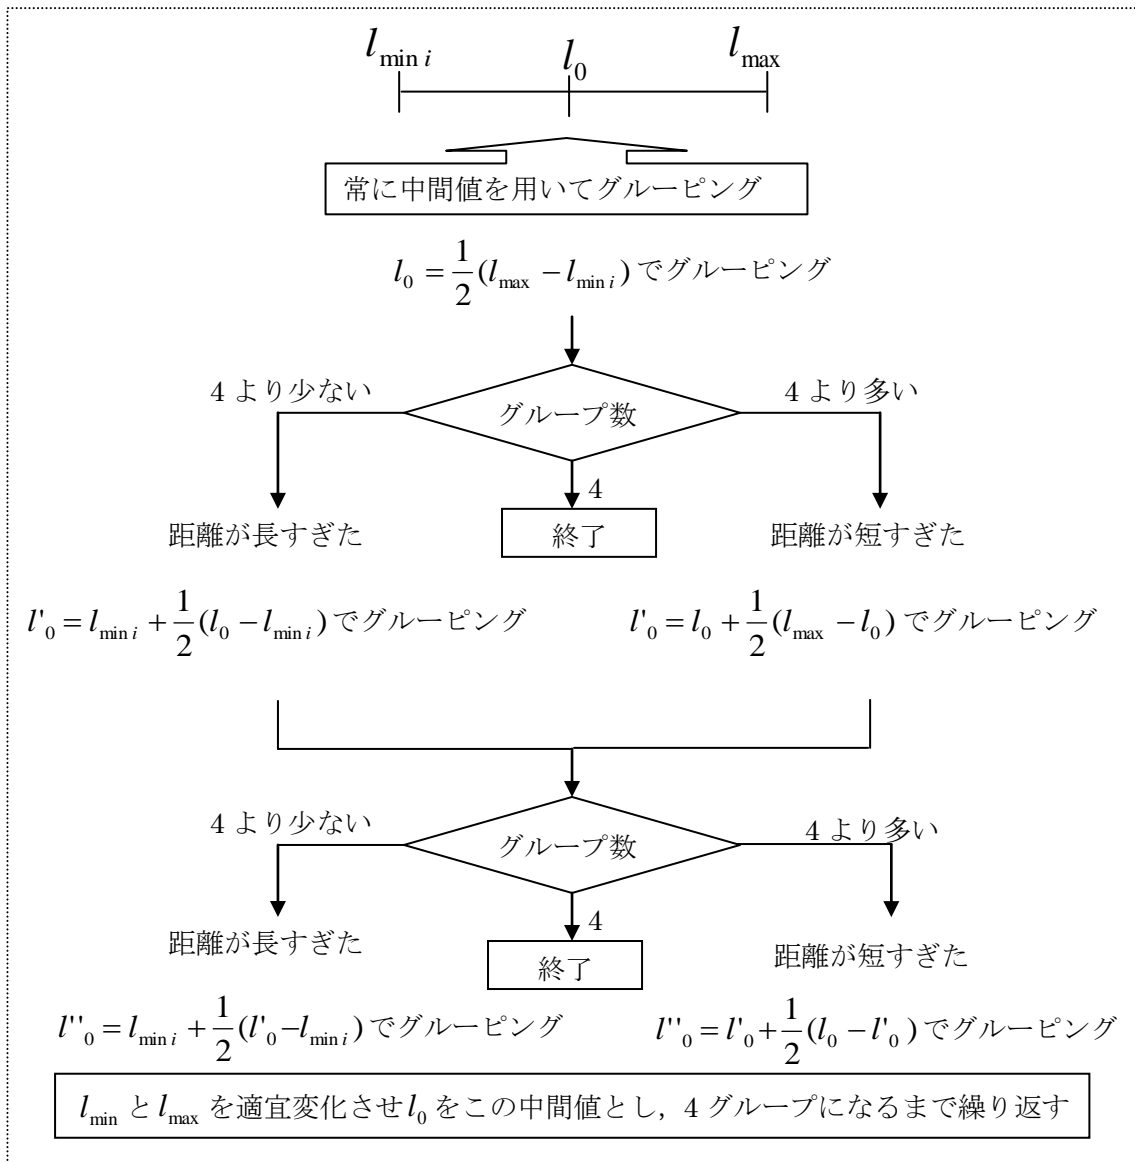 l_min i l_0 l_max
常に中間値を用いてグルーピング
l_0 = 1/2(l_max − l_min i) でグルーピング
4 より少ない 4 より多い
グループ数
4
距離が長すぎた 終了 距離が短すぎた
l'_0 = l_min i + 1/2(l_0 − l_min i) でグルーピング l'_0 = l_0 + 1/2(l_max − l_0) でグルーピング
4 より少ない 4 より多い
グループ数
4
距離が長すぎた 終了 距離が短すぎた
l''_0 = l_min i + 1/2(l'_0 − l_min i) でグルーピング l''_0 = l'_0 + 1/2(l_0 − l'_0) でグルーピング
l_min と l_max を適宜変化させ l_0 をこの中間値とし, 4 グループになるまで繰り返す